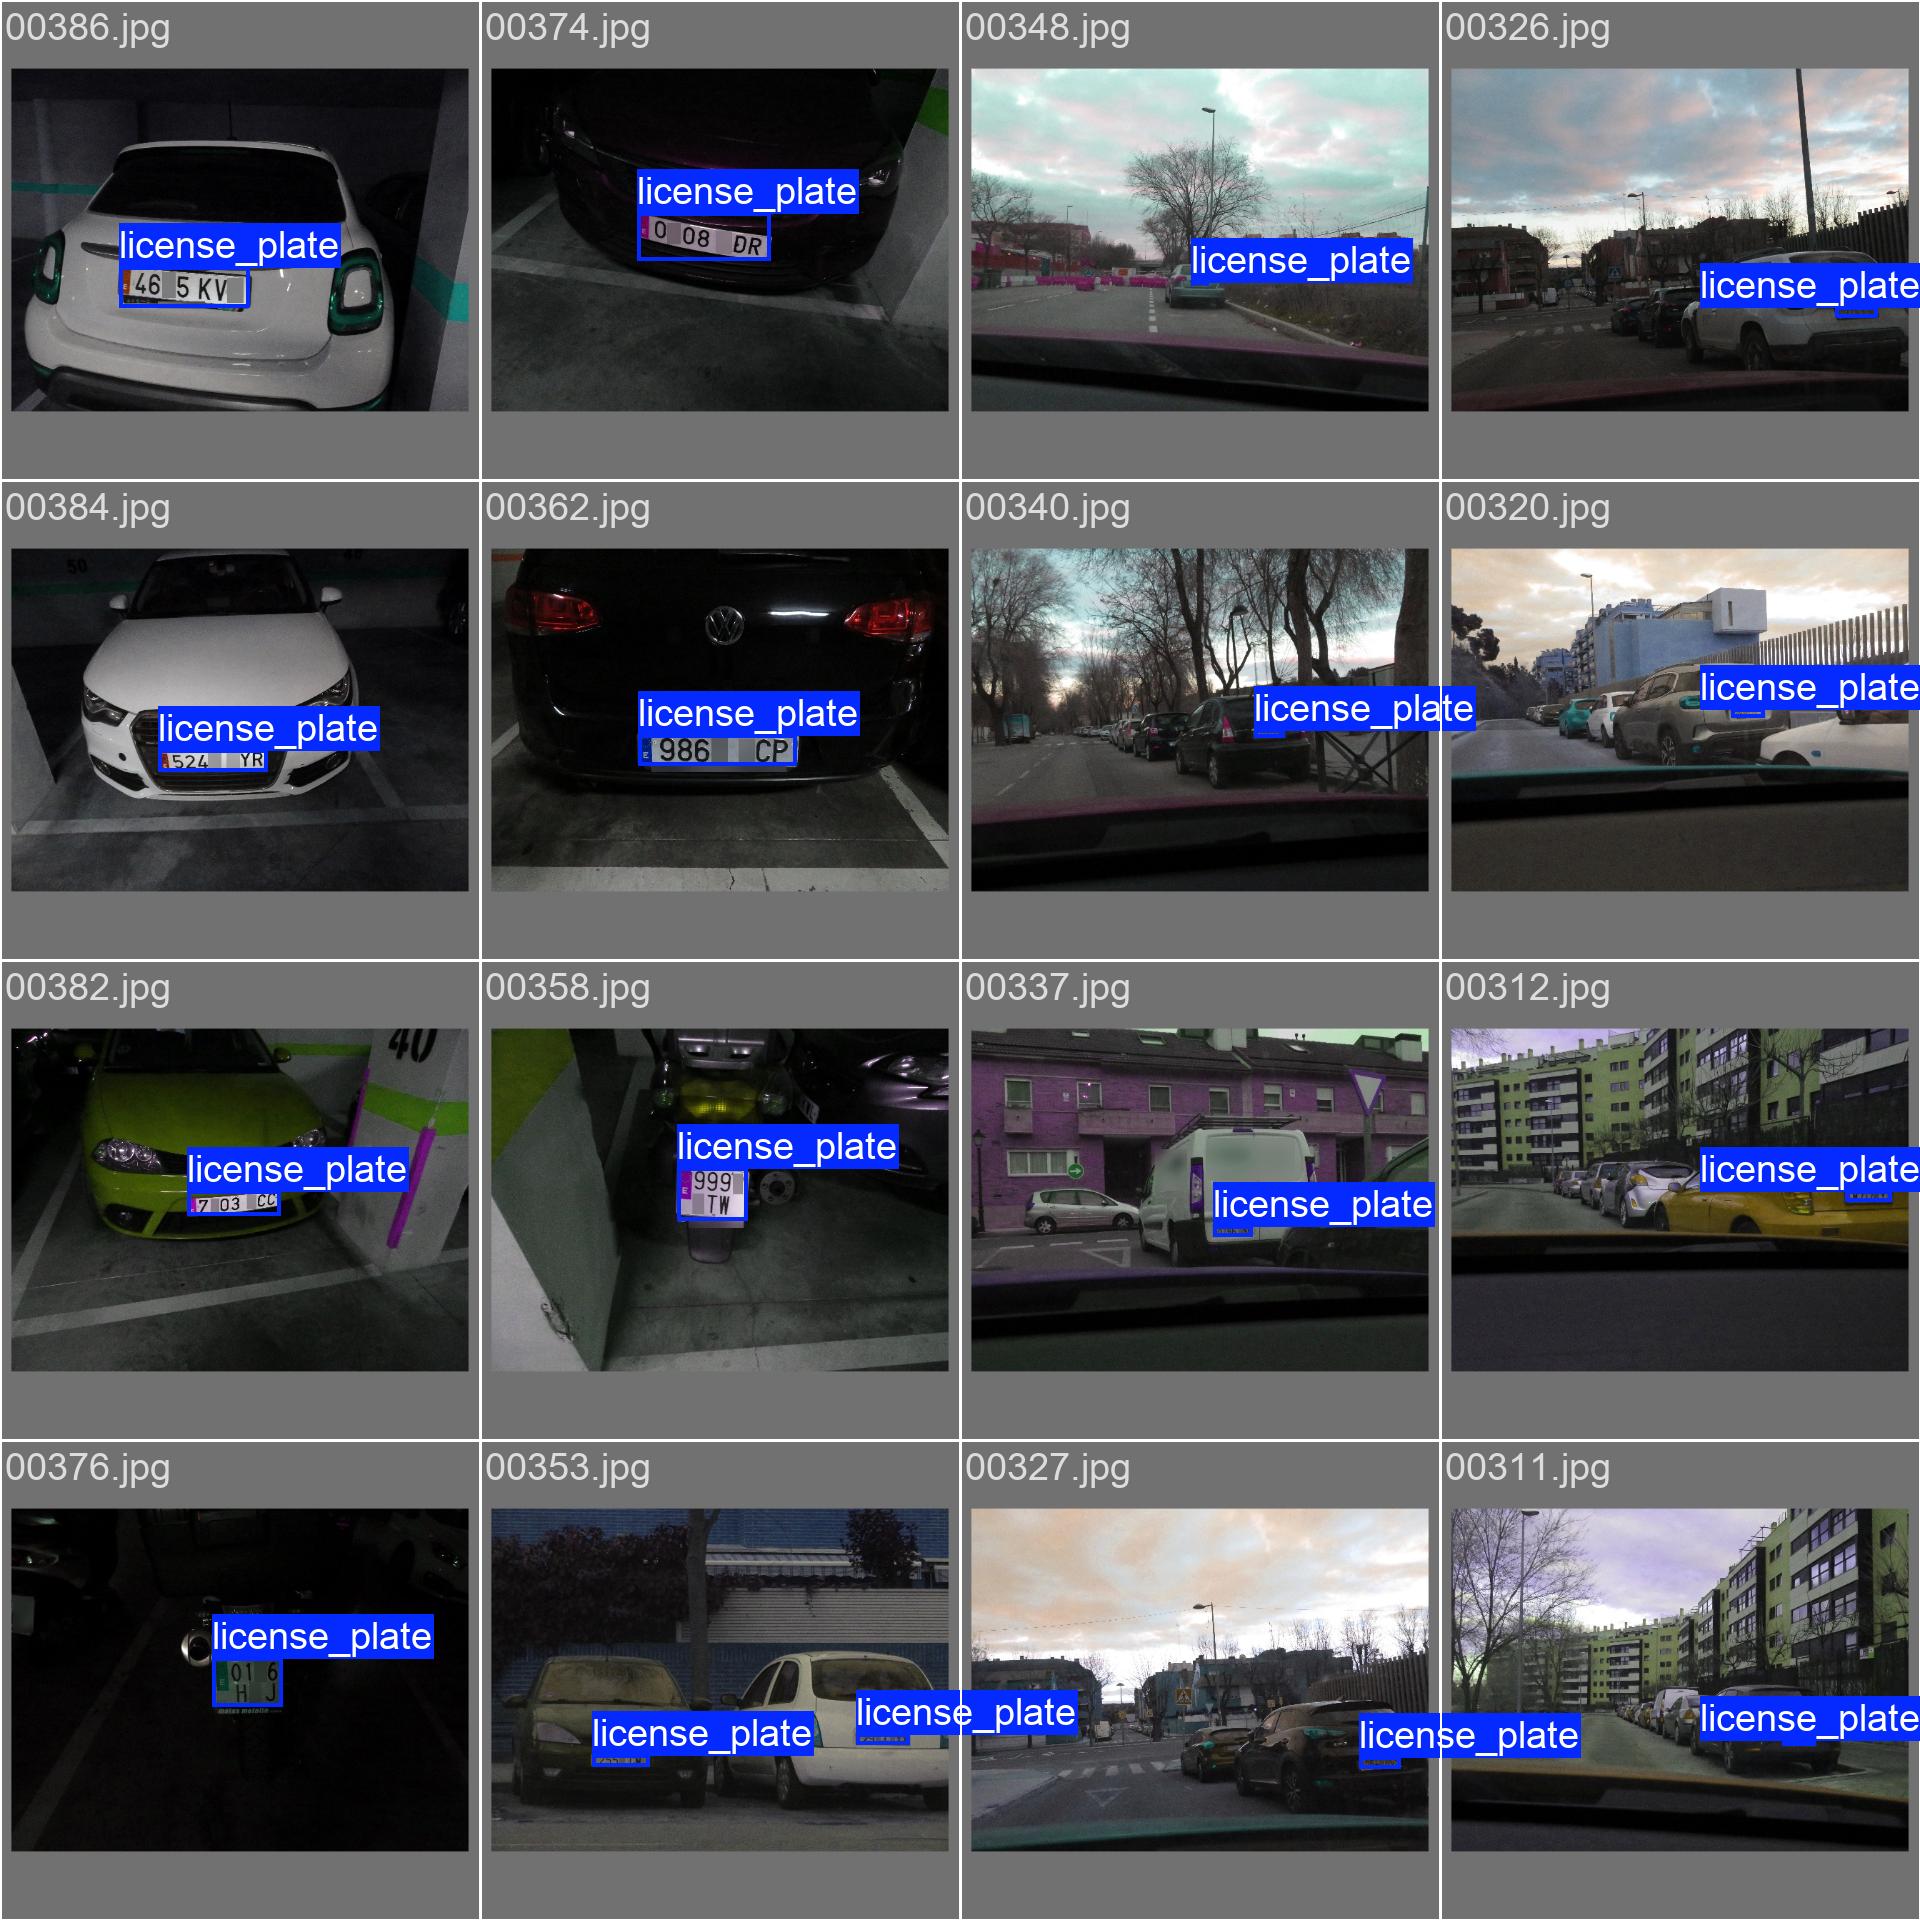 00386.jpg
00374.jpg
00348.jpg
00326.jpg
license_plate
46 5 KV
license_plate
0 08 DR
license_plate
license_plate
00384.jpg
00362.jpg
00340.jpg
00320.jpg
50
license_plate
524 YR
license_plate
986 CP
license_plate
license_plate
00382.jpg
00358.jpg
00337.jpg
00312.jpg
40
license_plate
7 03 CC
license_plate
999
TW
license_plate
license_plate
00376.jpg
00353.jpg
00327.jpg
00311.jpg
license_plate
01 6
H J
license_plate
license_plate
license_plate
license_plate